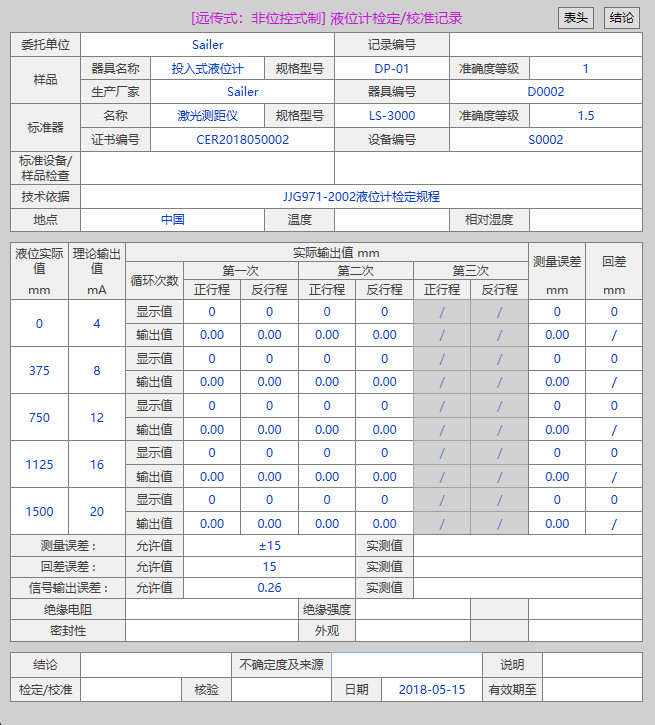 [远传式：非位控式制] 液位计检定/校准记录 表头 结论
委托单位 Sailer 记录编号
样品 器具名称 投入式液位计 规格型号 DP-01 准确度等级 1
生产厂家 Sailer 器具编号 D0002
标准器 名称 激光测距仪 规格型号 LS-3000 准确度等级 1.5
证书编号 CER2018050002 设备编号 S0002
标准设备/
样品检查
技术依据 JJG971-2002液位计检定规程
地点 中国 温度 相对湿度
液位实际值 mm 理论输出值 mA 实际输出值 mm 测量误差 mm 回差 mm
循环次数 第一次 第二次 第三次
正行程 反行程 正行程 反行程 正行程 反行程
0 4 显示值 0 0 0 0 / / 0 0
输出值 0.00 0.00 0.00 0.00 / / 0.00 /
375 8 显示值 0 0 0 0 / / 0 0
输出值 0.00 0.00 0.00 0.00 / / 0.00 /
750 12 显示值 0 0 0 0 / / 0 0
输出值 0.00 0.00 0.00 0.00 / / 0.00 /
1125 16 显示值 0 0 0 0 / / 0 0
输出值 0.00 0.00 0.00 0.00 / / 0.00 /
1500 20 显示值 0 0 0 0 / / 0 0
输出值 0.00 0.00 0.00 0.00 / / 0.00 /
测量误差： 允许值 ±15 实测值
回差误差： 允许值 15 实测值
信号输出误差： 允许值 0.26 实测值
绝缘电阻 绝缘强度
密封性 外观
结论 不确定度及来源 说明
检定/校准 核验 日期 2018-05-15 有效期至